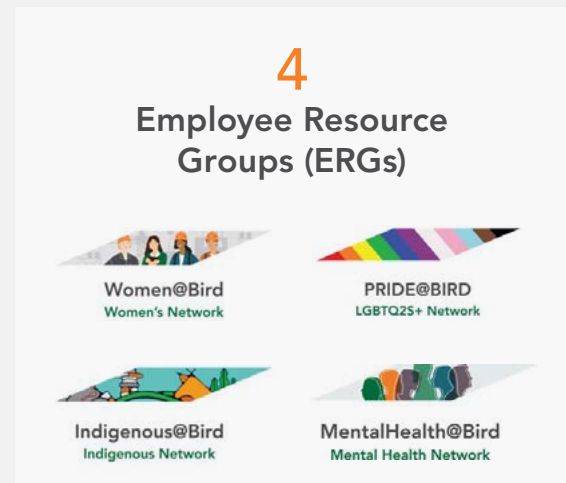 4
Employee Resource
Groups (ERGs)
Women@Bird
Women's Network
PRIDE@BIRD
LGBTQ2S+ Network
Indigenous@Bird
Indigenous Network
MentalHealth@Bird
Mental Health Network